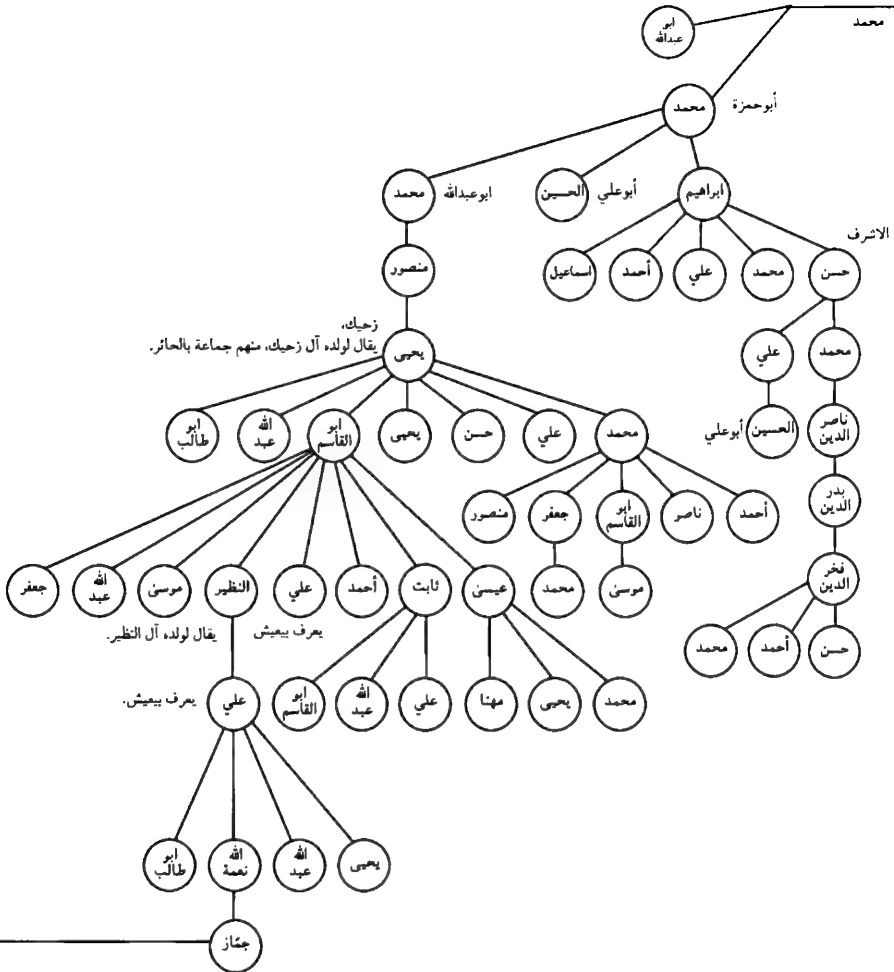 محمد
ابو
عبدالله
محمد
أبوحمزة
ابراهيم
أبوعلي
الحسين
ابوعبدالله
محمد
الاشرف
حسن
محمد
علي
أحمد
اسماعيل
منصور
زحيك،
يقال لولده آل زحيك، منهم جماعة بالحائر.
يحيى
محمد
علي
محمد
علي
حسن
يحيى
ابو
القاسم
الله
عبد
ابو
طالب
ناصر
الدين
الحسين
أبوعلي
بدر
الدين
أحمد
ناصر
ابو
القاسم
جعفر
منصور
فخر
الدين
موسىٰ
محمد
عيسىٰ
ثابت
أحمد
علي
النظير
موسىٰ
الله
عبد
جعفر
يعرف بيعيش
يقال لولده آل النظير.
حسن
أحمد
محمد
محمد
يحيى
مهنا
علي
الله
عبد
ابو
القاسم
علي
يعرف بيعيش.
يحيى
الله
عبد
الله
نعمة
ابو
طالب
جمّاز